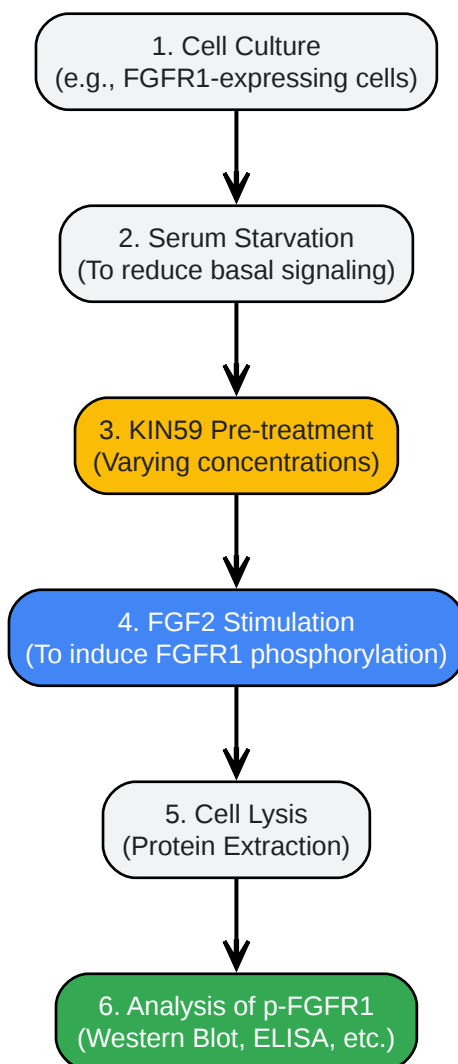 1. Cell Culture
(e.g., FGFR1-expressing cells)
2. Serum Starvation
(To reduce basal signaling)
3. KIN59 Pre-treatment
(Varying concentrations)
4. FGF2 Stimulation
(To induce FGFR1 phosphorylation)
5. Cell Lysis
(Protein Extraction)
6. Analysis of p-FGFR1
(Western Blot, ELISA, etc.)